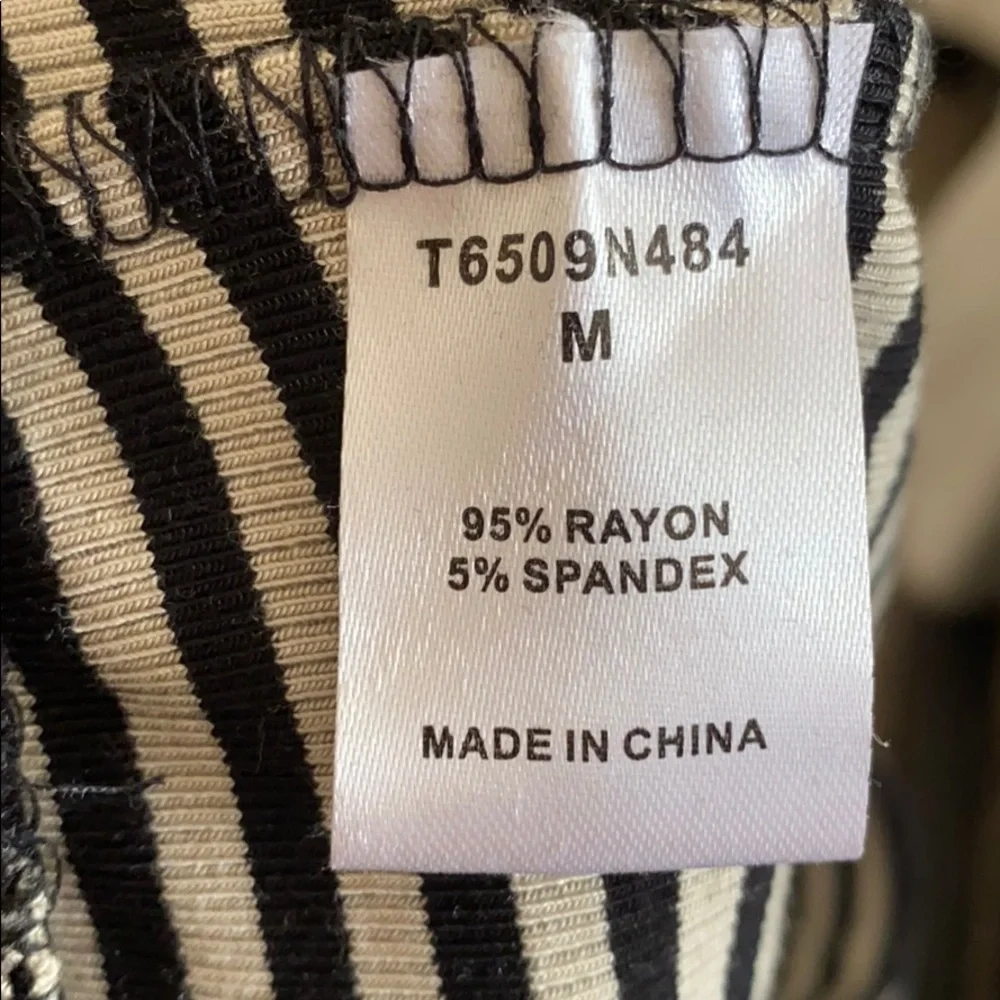 T6509N484
M
95% RAYON
5% SPANDEX
MADE IN CHINA